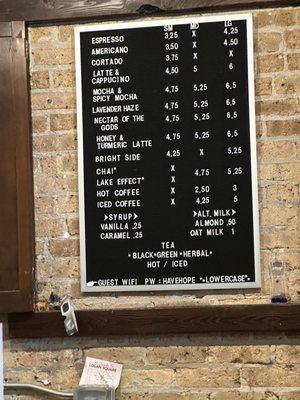 SM MD LG
ESPRESSO 3,25 X 4,25
AMERICANO 3,50 X 4,50
CORTADO 3,75 X X
LATTE &
CAPPUCINO 4,50 5 6
MOCHA &
SPICY MOCHA 4,75 5,25 6,5
LAVENDER HAZE 4,75 5,25 6,5
NECTAR OF THE
GODS 4,75 5,25 6,5
HONEY &
TURMERIC LATTE 4,75 5,25 6,5
BRIGHT SIDE 4,25 X 5,25
CHAI* X 4,75 5,25
LAKE EFFECT* X
HOT COFFEE X 2,50 3
ICED COFFEE X 4,25 5
>SYRUP< >ALT. MILK<
VANILLA .25 ALMOND .50
CARAMEL .25 OAT MILK 1
TEA
*BLACK*GREEN*HERBAL*
HOT / ICED
GUEST WIFI PW: HAVEHOPE "*LOWERCASE"*
LOGAN SQUARE